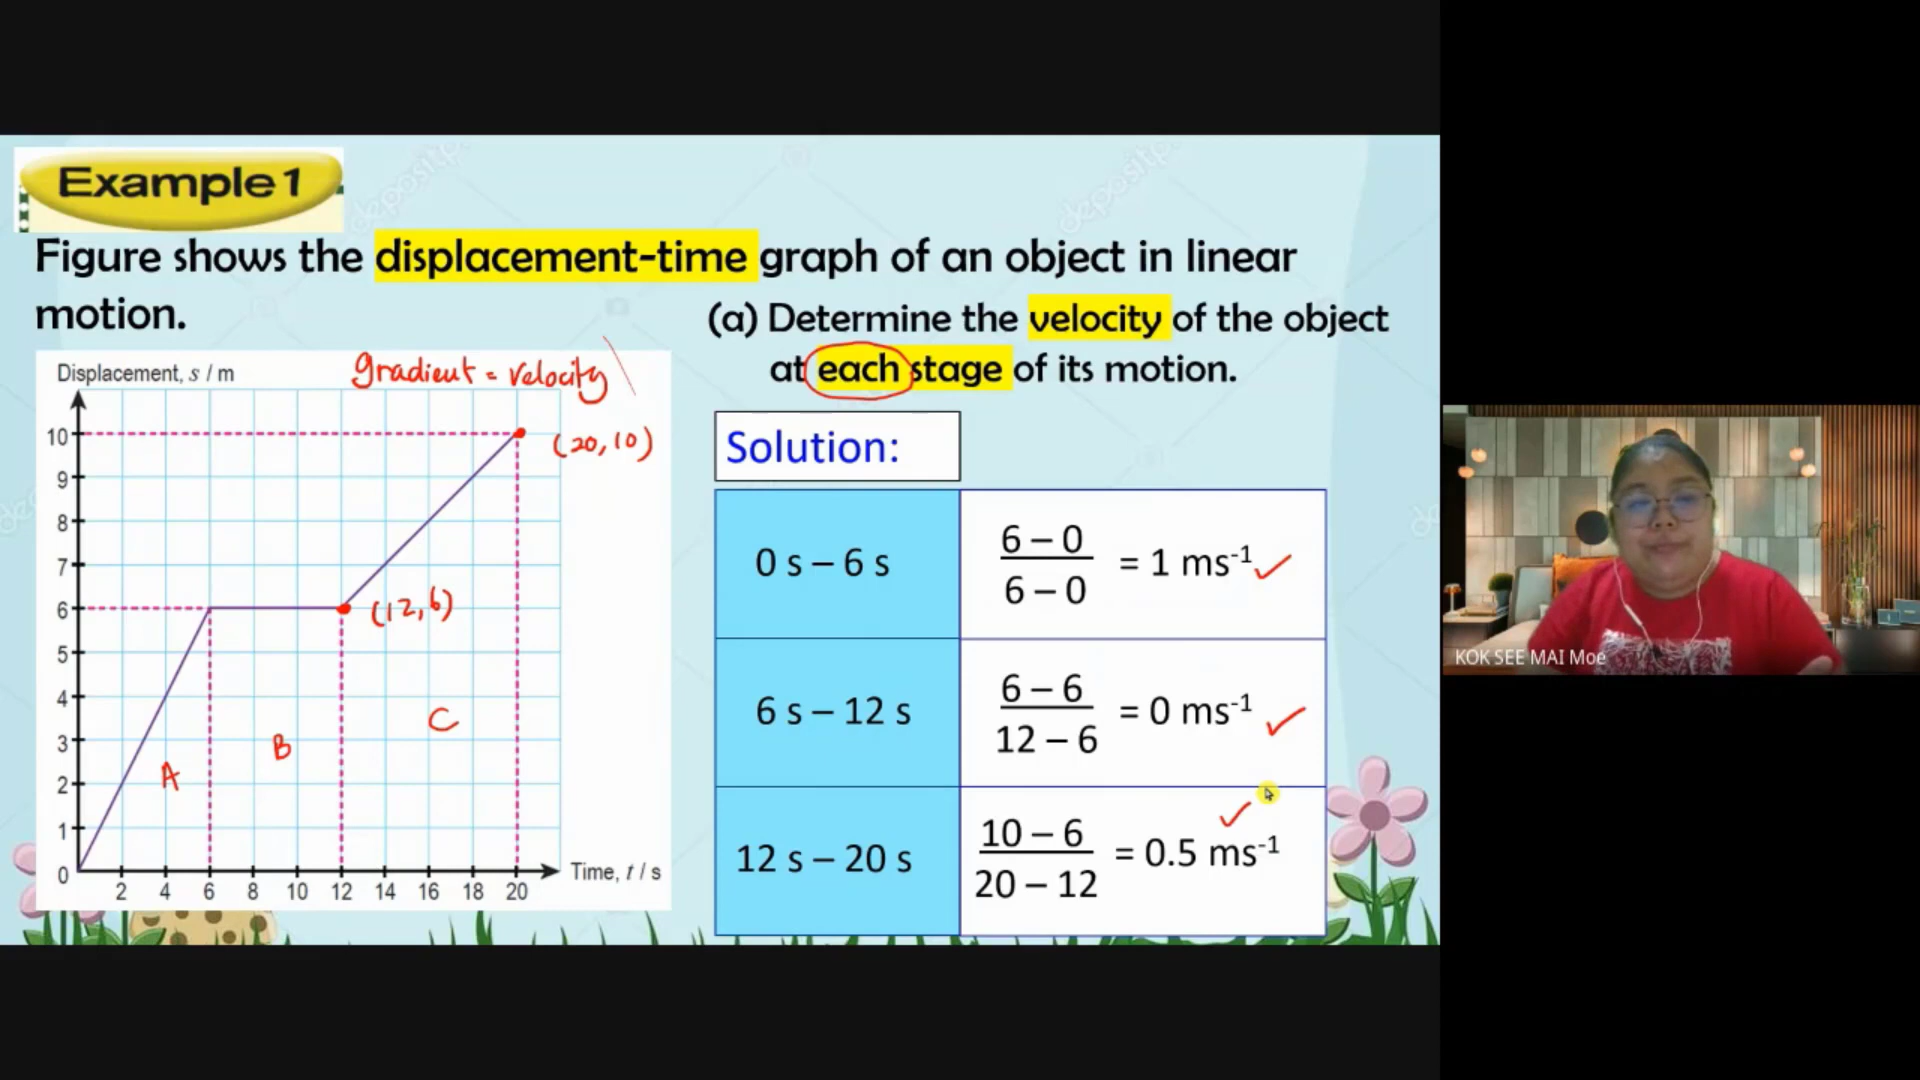 Example 1
Figure shows the displacement-time graph of an object in linear
motion.
(a) Determine the velocity of the object
at each stage of its motion.
Displacement, s / m
gradient = velocity
10
9
8
7
6
5
4
3
2
1
0
2 4 6 8 10 12 14 16 18 20
Time, t / s
(20,10)
(12,6)
A
B
C
Solution:
0 s – 6 s
6 – 0
6 – 0
= 1 ms-1
6 s – 12 s
6 – 6
12 – 6
= 0 ms-1
12 s – 20 s
10 – 6
20 – 12
= 0.5 ms-1
KOK SEE MAI Moe
depositp
depositp